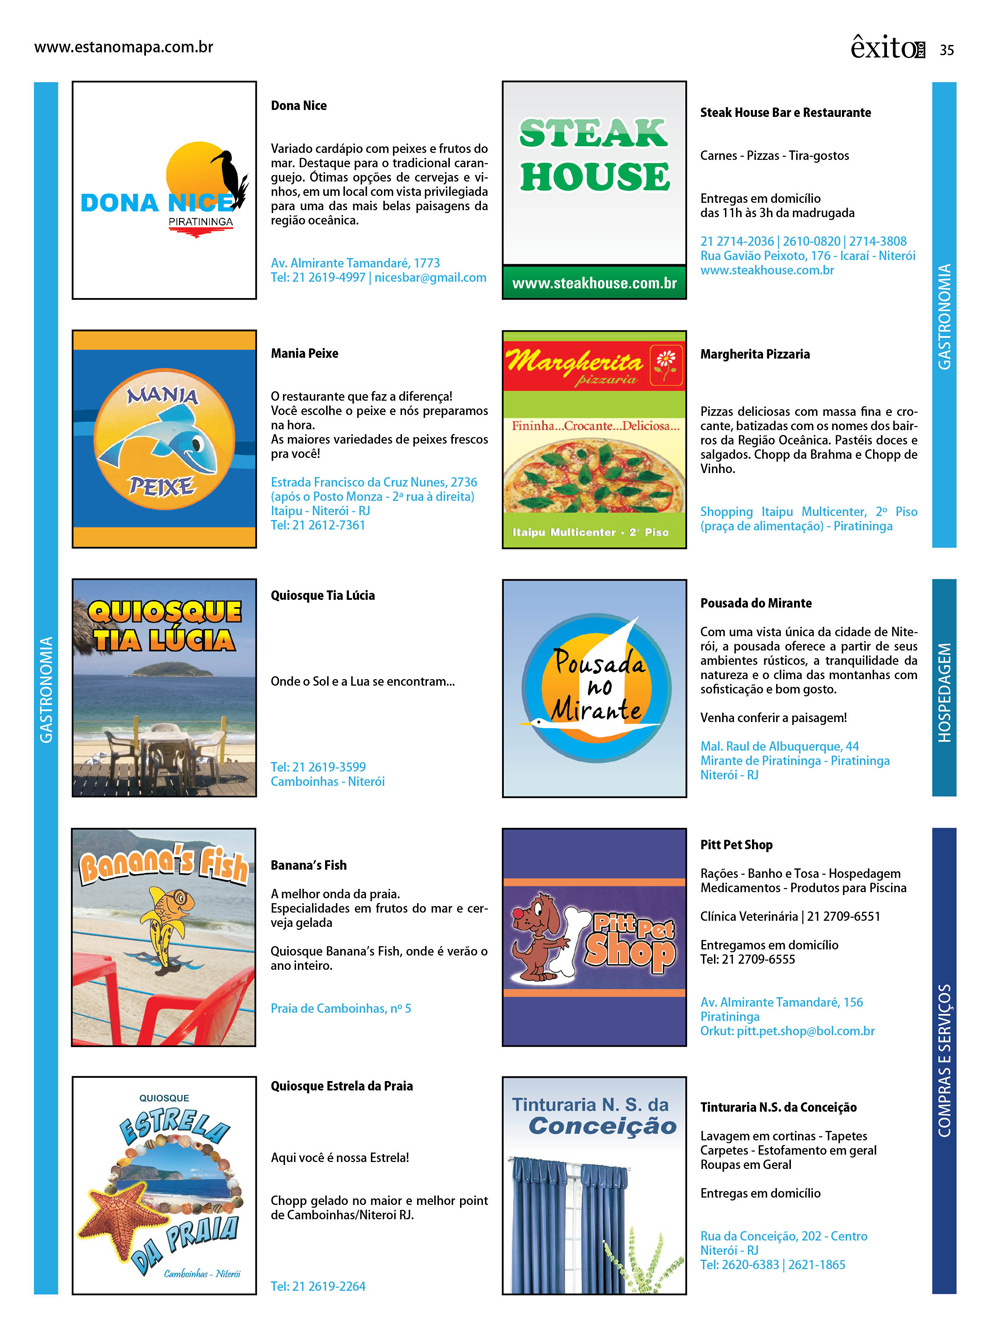 www.estanomapa.com.br
êxito RIO 35
GASTRONOMIA
DONA NICE
PIRATININGA
Dona Nice
Variado cardápio com peixes e frutos do
mar. Destaque para o tradicional caran-
guejo. Ótimas opções de cervejas e vi-
nhos, em um local com vista privilegiada
para uma das mais belas paisagens da
região oceânica.
Av. Almirante Tamandaré, 1773
Tel: 21 2619-4997 | nicesbar@gmail.com
MANIA
PEIXE
Mania Peixe
O restaurante que faz a diferença!
Você escolhe o peixe e nós preparamos
na hora.
As maiores variedades de peixes frescos
pra você!
Estrada Francisco da Cruz Nunes, 2736
(após o Posto Monza - 2ª rua à direita)
Itaipu - Niterói - RJ
Tel: 21 2612-7361
QUIOSQUE
TIA LÚCIA
Quiosque Tia Lúcia
Onde o Sol e a Lua se encontram...
Tel: 21 2619-3599
Camboinhas - Niterói
Banana's Fish
Banana's Fish
A melhor onda da praia.
Especialidades em frutos do mar e cer-
veja gelada
Quiosque Banana's Fish, onde é verão o
ano inteiro.
Praia de Camboinhas, nº 5
QUIOSQUE
ESTRELA
DA PRAIA
Camboinhas - Niterói
Quiosque Estrela da Praia
Aqui você é nossa Estrela!
Chopp gelado no maior e melhor point
de Camboinhas/Niteroi RJ.
Tel: 21 2619-2264
STEAK
HOUSE
www.steakhouse.com.br
Steak House Bar e Restaurante
Carnes - Pizzas - Tira-gostos
Entregas em domicílio
das 11h às 3h da madrugada
21 2714-2036 | 2610-0820 | 2714-3808
Rua Gavião Peixoto, 176 - Icaraí - Niterói
www.steakhouse.com.br
GASTRONOMIA
Margherita
pizzaria
Fininha...Crocante...Deliciosa...
Itaipu Multicenter • 2° Piso
Margherita Pizzaria
Pizzas deliciosas com massa fina e cro-
cante, batizadas com os nomes dos bair-
ros da Região Oceânica. Pastéis doces e
salgados. Chopp da Brahma e Chopp de
Vinho.
Shopping Itaipu Multicenter, 2º Piso
(praça de alimentação) - Piratininga
Pousada
no
Mirante
Pousada do Mirante
Com uma vista única da cidade de Nite-
rói, a pousada oferece a partir de seus
ambientes rústicos, a tranquilidade da
natureza e o clima das montanhas com
sofisticação e bom gosto.
Venha conferir a paisagem!
Mal. Raul de Albuquerque, 44
Mirante de Piratininga - Piratininga
Niterói - RJ
HOSPEDAGEM
Pitt Pet
Shop
Pitt Pet Shop
Rações - Banho e Tosa - Hospedagem
Medicamentos - Produtos para Piscina
Clínica Veterinária | 21 2709-6551
Entregamos em domicílio
Tel: 21 2709-6555
Av. Almirante Tamandaré, 156
Piratininga
Orkut: pitt.pet.shop@bol.com.br
COMPRAS E SERVIÇOS
Tinturaria N. S. da
Conceição
Tinturaria N.S. da Conceição
Lavagem em cortinas - Tapetes
Carpetes - Estofamento em geral
Roupas em Geral
Entregas em domicílio
Rua da Conceição, 202 - Centro
Niterói - RJ
Tel: 2620-6383 | 2621-1865